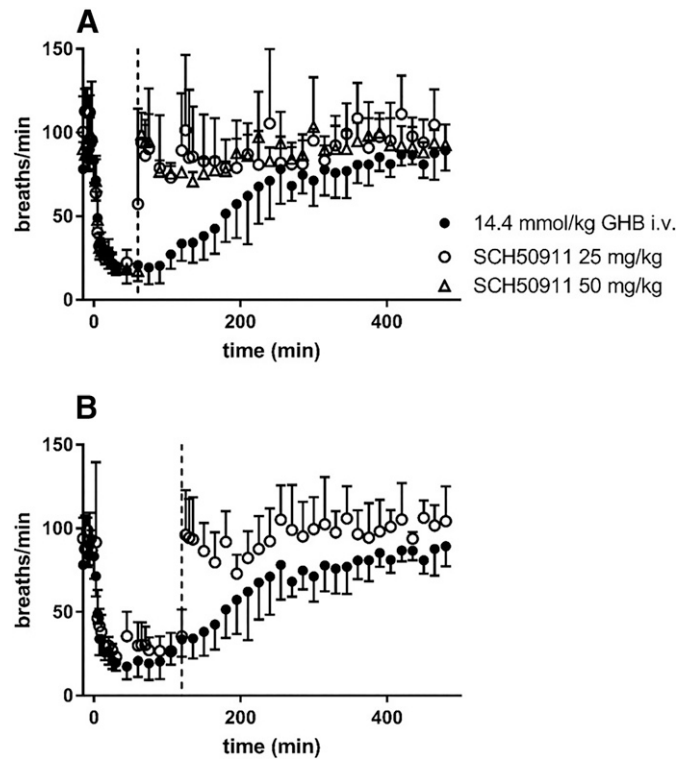 A
150
100
50
0
breaths/min
0
200
400
time (min)
14.4 mmol/kg GHB i.v.
SCH50911 25 mg/kg
SCH50911 50 mg/kg
B
150
100
50
0
breaths/min
0
200
400
time (min)